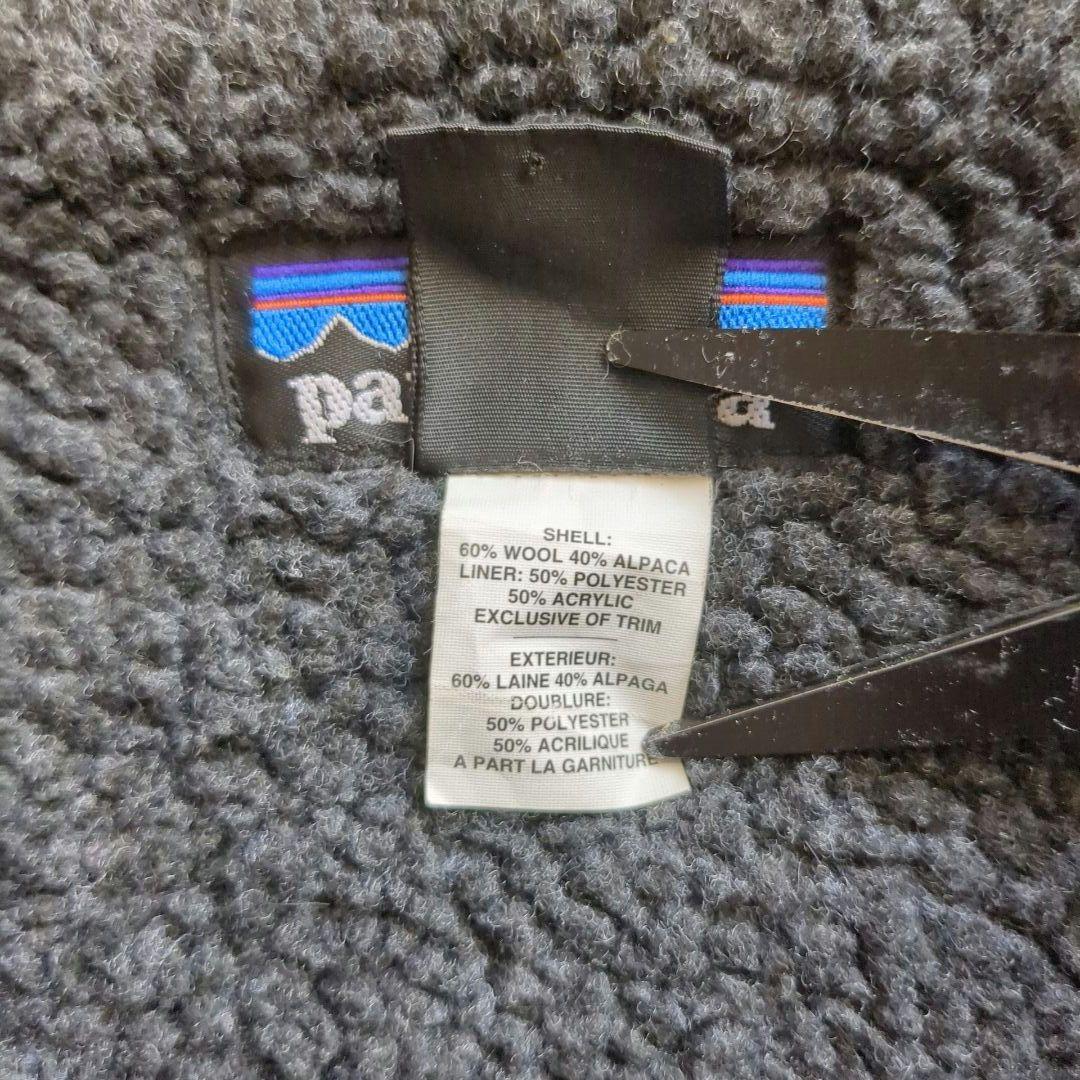 pa a
SHELL:
60% WOOL 40% ALPACA
LINER: 50% POLYESTER
50% ACRYLIC
EXCLUSIVE OF TRIM
EXTERIEUR:
60% LAINE 40% ALPAGA
DOUBLURE:
50% POLYESTER
50% ACRILIQUE
A PART LA GARNITURE